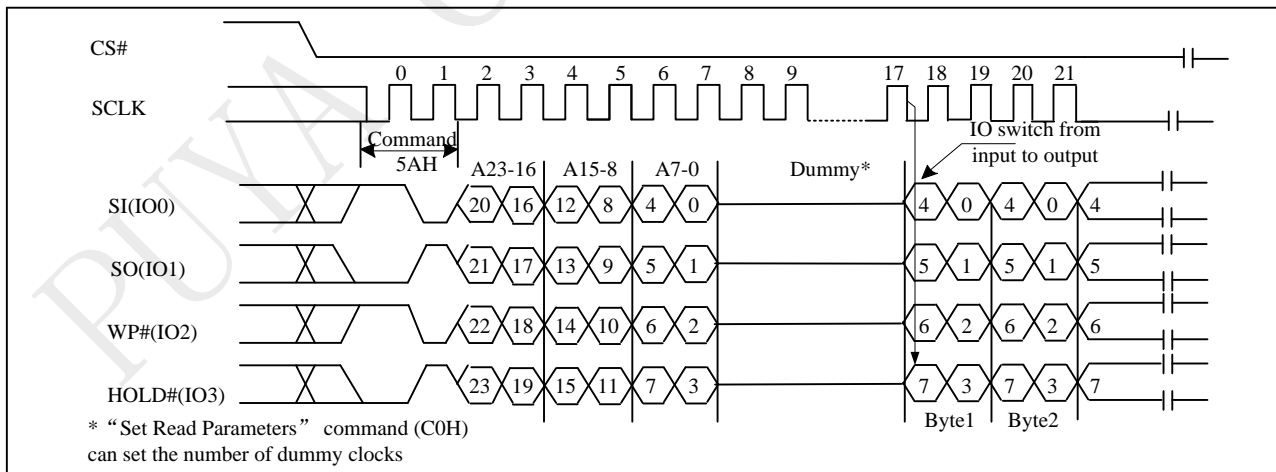 PUYA
CS#
0 1 2 3 4 5 6 7 8 9 17 18 19 20 21
SCLK
Command
5AH
IO switch from
input to output
A23-16 A15-8 A7-0 Dummy*
SI(IO0) 20 16 12 8 4 0 4 0 4 0 4
SO(IO1) 21 17 13 9 5 1 5 1 5 1 5
WP#(IO2) 22 18 14 10 6 2 6 2 6 2 6
HOLD#(IO3) 23 19 15 11 7 3 7 3 7 3 7
Byte1 Byte2
* “Set Read Parameters” command (C0H)
can set the number of dummy clocks